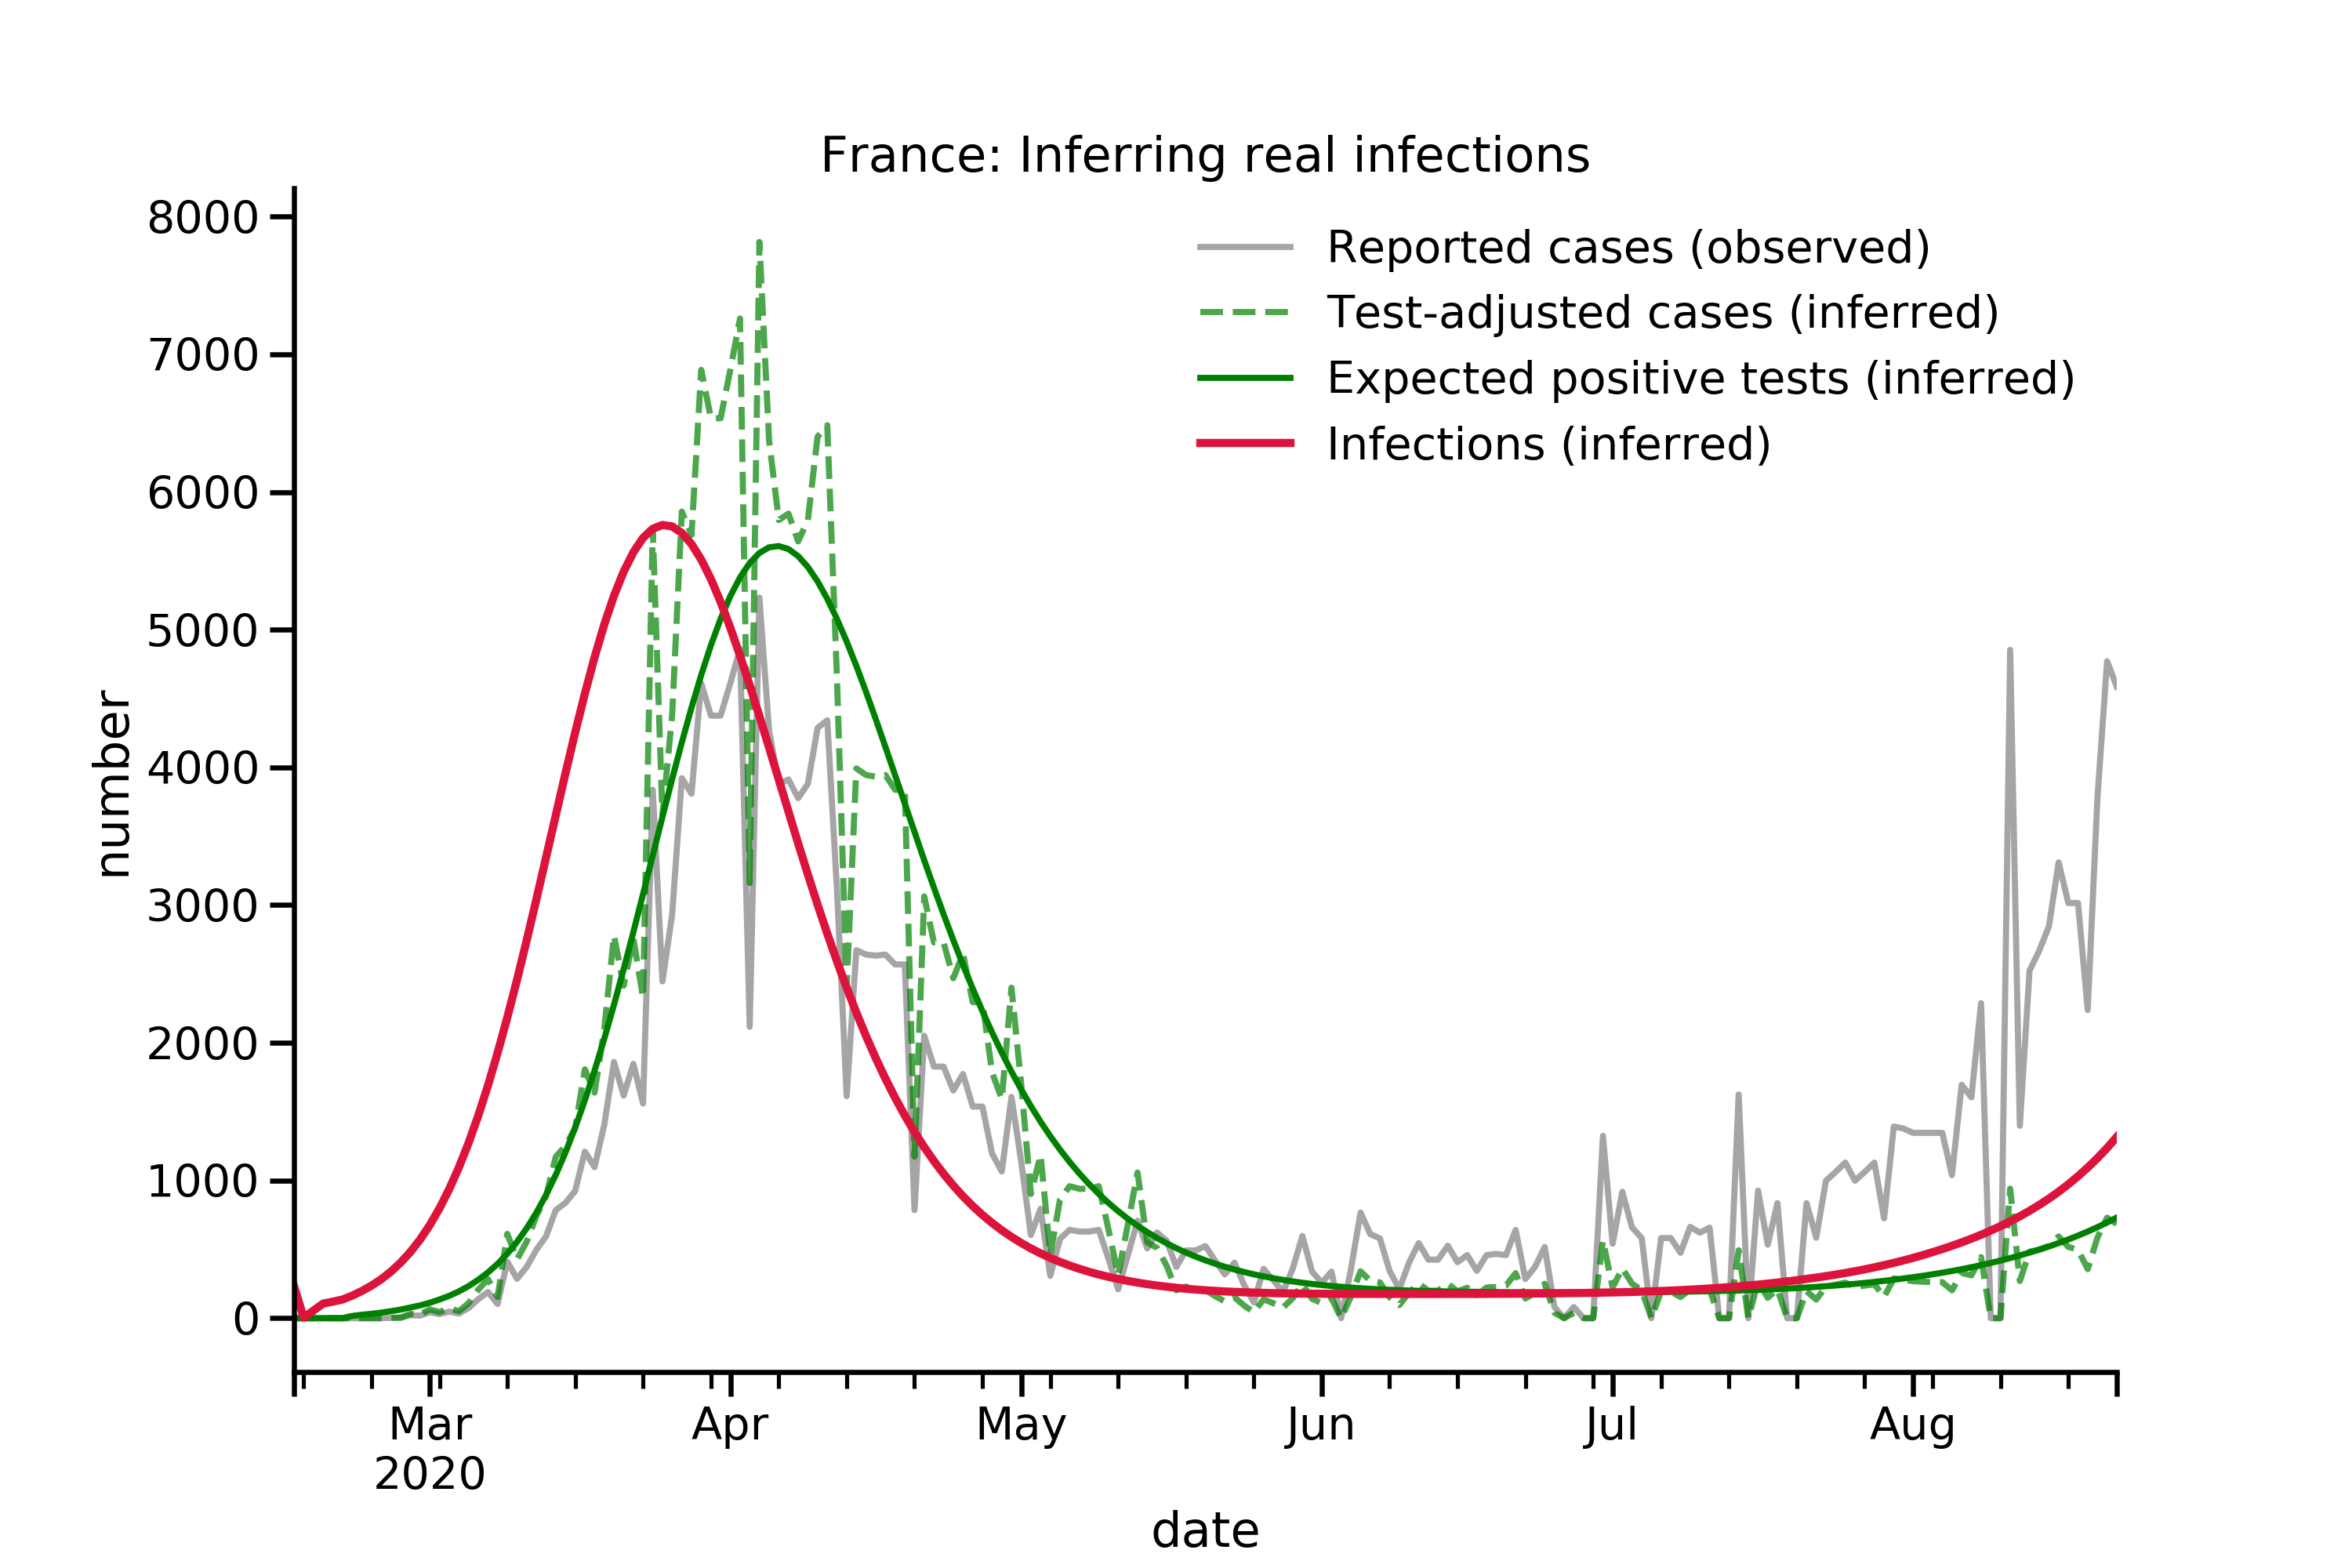 France: Inferring real infections
8000
7000
6000
5000
4000
3000
2000
1000
0
number
Reported cases (observed)
Test-adjusted cases (inferred)
Expected positive tests (inferred)
Infections (inferred)
Mar Apr May Jun Jul Aug
2020
date